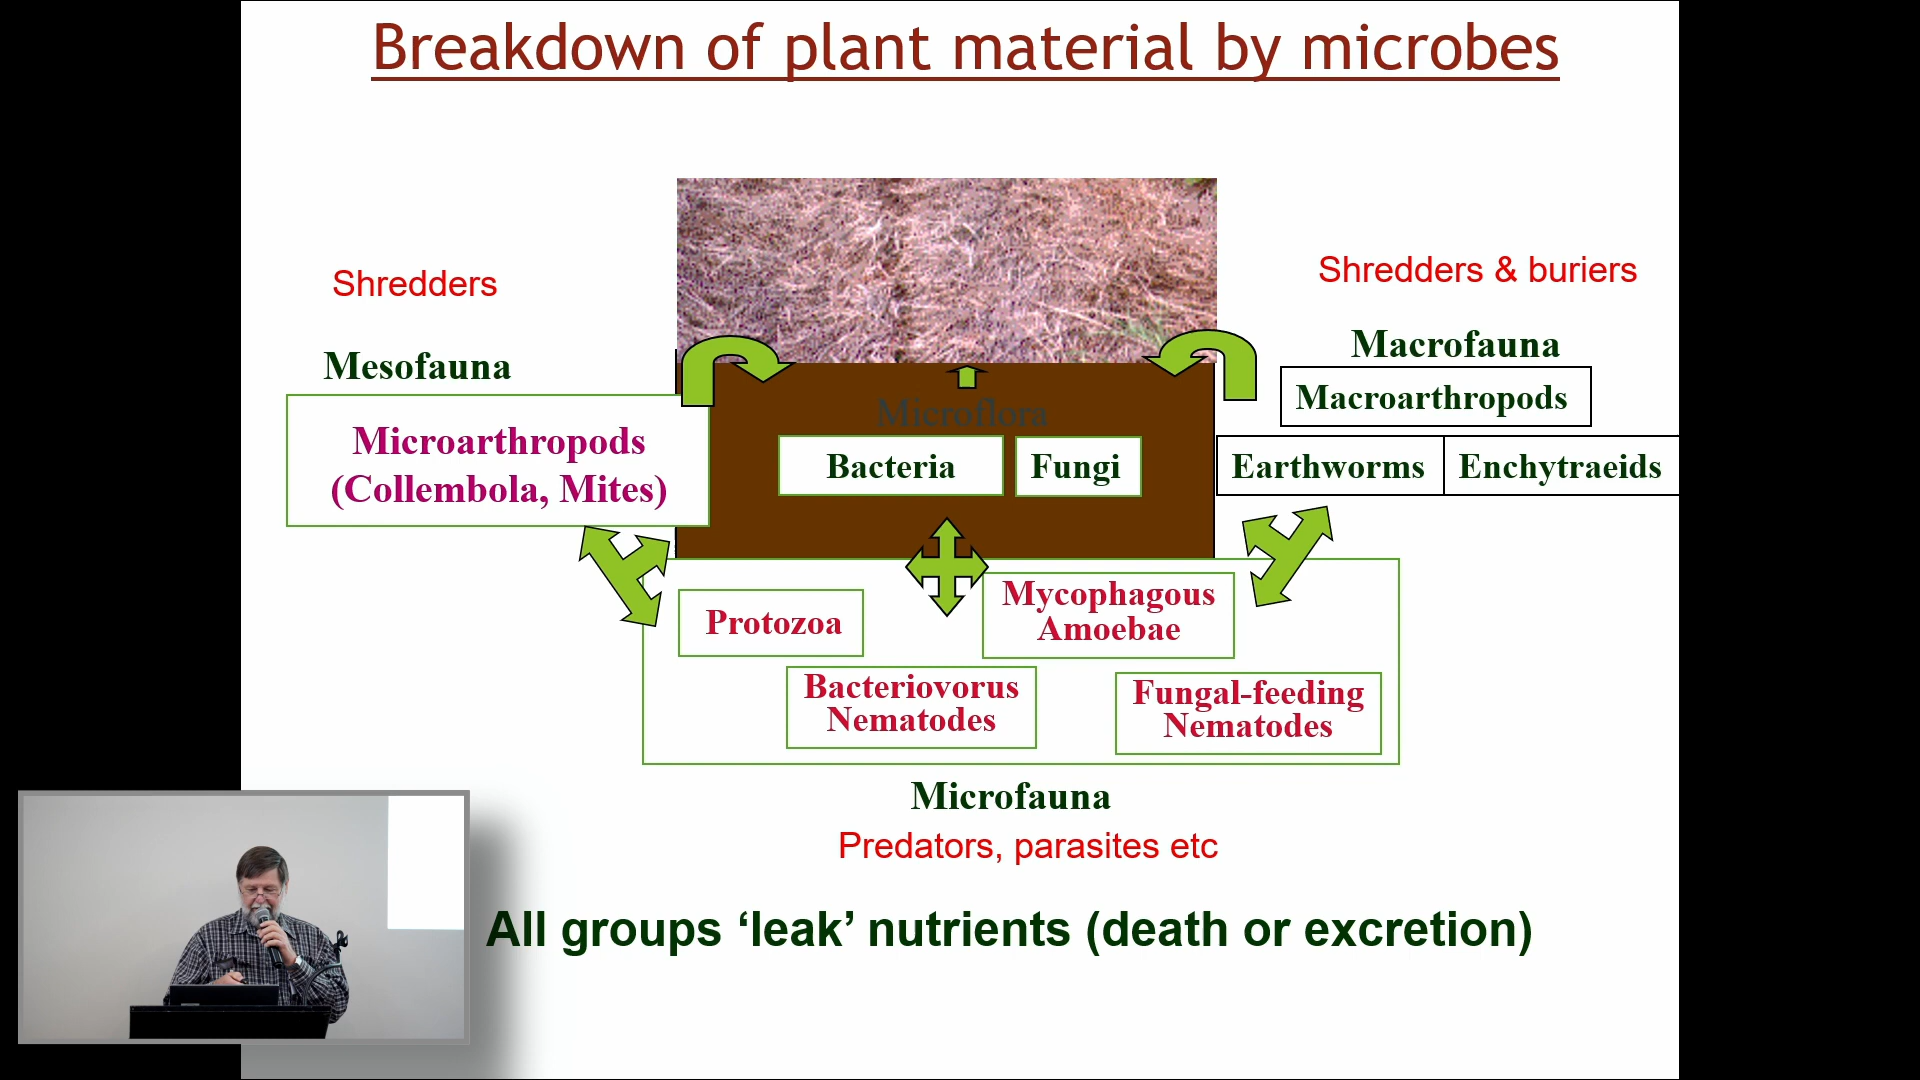 Breakdown of plant material by microbes
Shredders
Shredders & buriers
Mesofauna
Macrofauna
Microarthropods
(Collembola, Mites)
Macroarthropods
Microflora
Bacteria
Fungi
Earthworms
Enchytraeids
Protozoa
Mycophagous
Amoebae
Bacteriovorus
Nematodes
Fungal-feeding
Nematodes
Microfauna
Predators, parasites etc
All groups ‘leak’ nutrients (death or excretion)